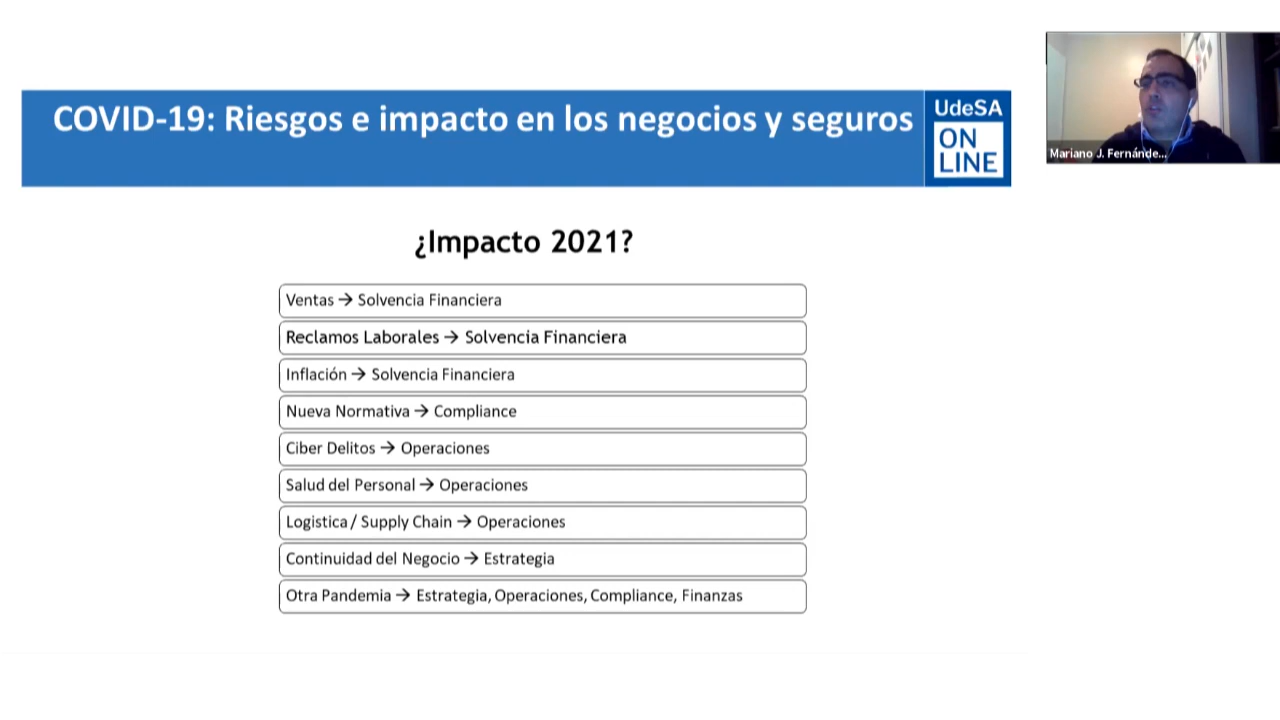 COVID-19: Riesgos e impacto en los negocios y seguros
UdeSA
ON
LINE
Mariano J. Fernánde...
¿Impacto 2021?
Ventas → Solvencia Financiera
Reclamos Laborales → Solvencia Financiera
Inflación → Solvencia Financiera
Nueva Normativa → Compliance
Ciber Delitos → Operaciones
Salud del Personal → Operaciones
Logistica / Supply Chain → Operaciones
Continuidad del Negocio → Estrategia
Otra Pandemia → Estrategia, Operaciones, Compliance, Finanzas